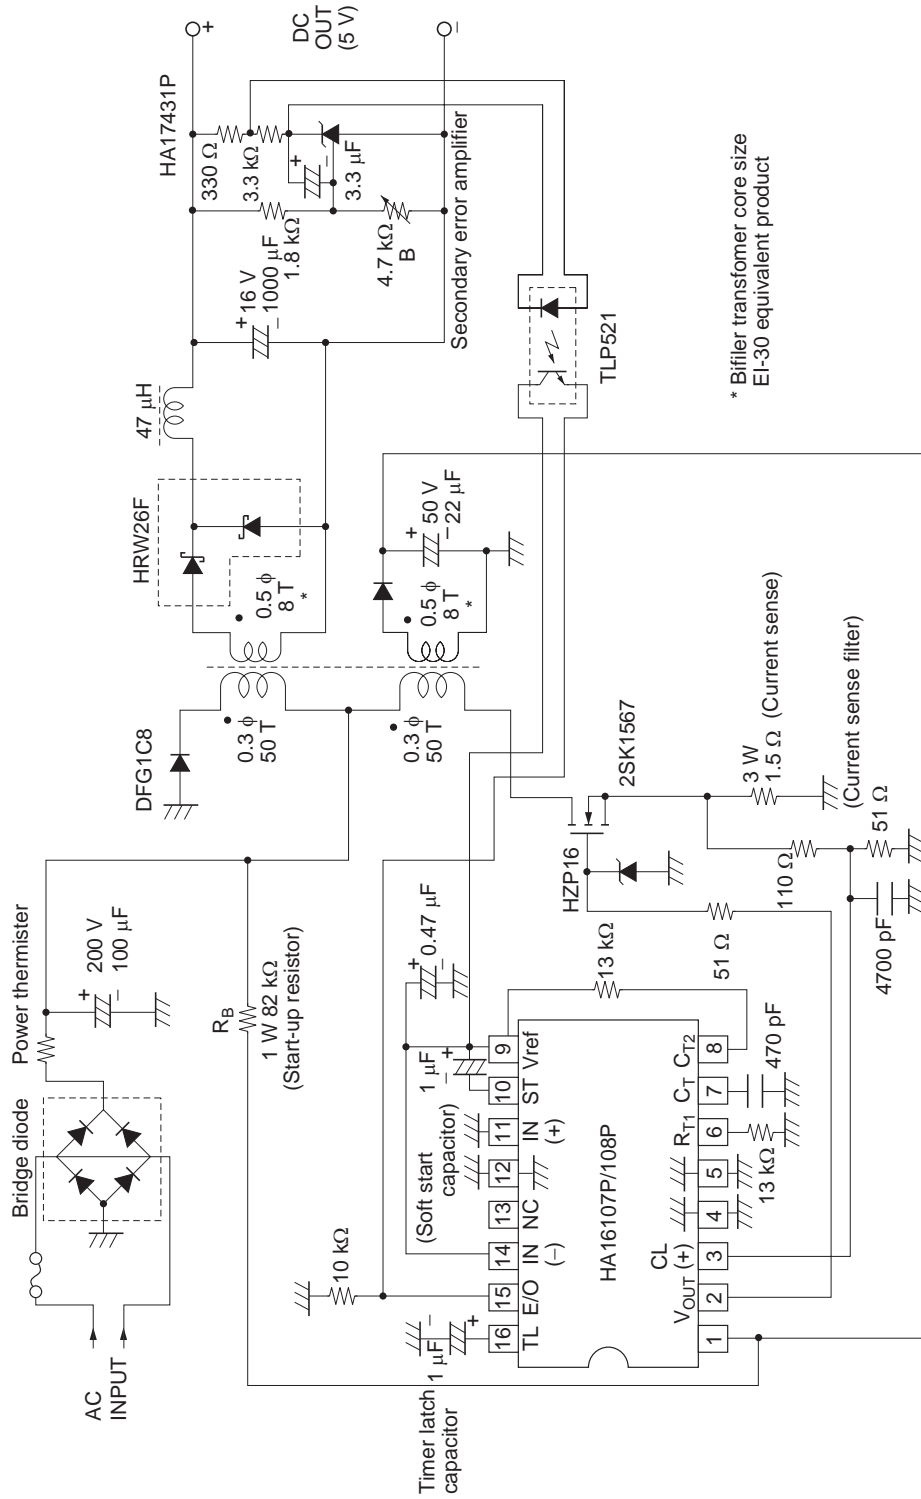 AC
INPUT
Bridge diode
Power thermister
+
200 V
100 μF
−
RB
1 W 82 kΩ
(Start-up resistor)
DFG1C8
0.3 ϕ
50 T
0.3 ϕ
50 T
HRW26F
0.5 ϕ
8 T
*
0.5 ϕ
8 T
*
47 μH
+
16 V
−
1000 μF
+
50 V
−
22 μF
HA17431P
330 Ω
3.3 kΩ
+
−
3.3 μF
1.8 kΩ
4.7 kΩ
B
Secondary error amplifier
+
DC
OUT
(5 V)
−
TLP521
* Bifiler transfomer core size
EI-30 equivalent product
Timer latch
capacitor
1 μF
−
+
10 kΩ
(Soft start
capacitor)
1 μF
−
+
+
0.47 μF
−
16
15
14
13
12
11
10
9
TL
E/O
IN
(−)
NC
IN
(+)
ST
Vref
HA16107P/108P
VOUT
CL
(+)
RT1
CT
CT2
1
2
3
4
5
6
7
8
13 kΩ
470 pF
13 kΩ
51 Ω
HZP16
2SK1567
3 W
1.5 Ω (Current sense)
(Current sense filter)
110 Ω
51 Ω
4700 pF